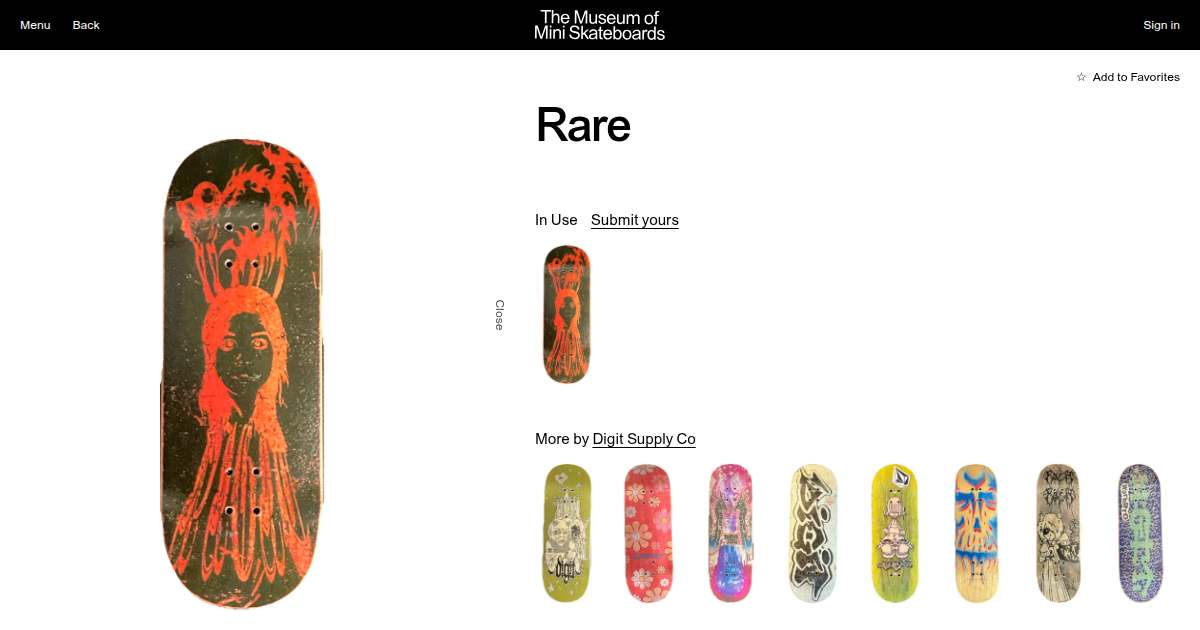 Menu
Back
The Museum of
Mini Skateboards
Sign in
☆ Add to Favorites
Rare
In Use
Submit yours
Close
More by Digit Supply Co